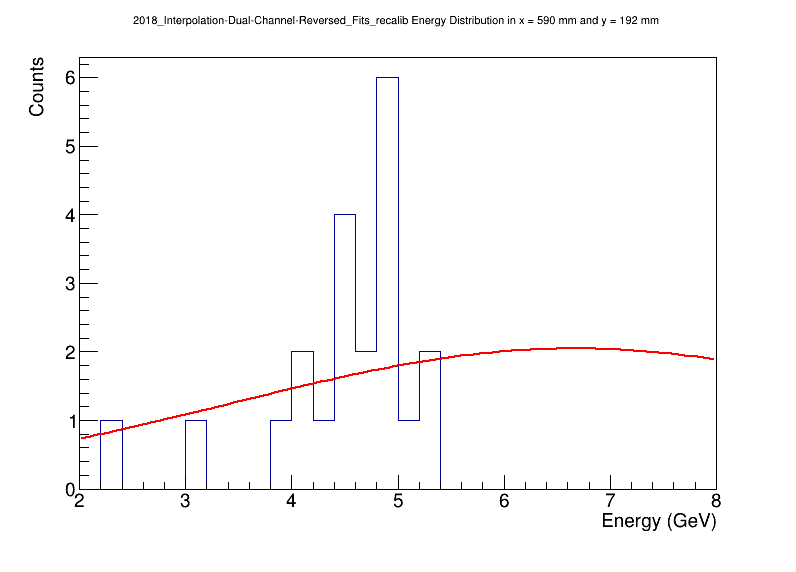 2018_Interpolation-Dual-Channel-Reversed_Fits_recalib Energy Distribution in x = 590 mm and y = 192 mm
Counts
6
5
4
3
2
1
0
2 3 4 5 6 7 8
Energy (GeV)